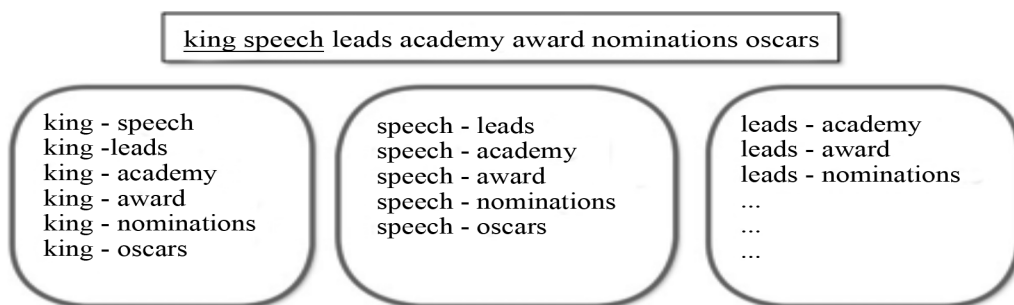 king speech leads academy award nominations oscars
king - speech
king -leads
king - academy
king - award
king - nominations
king - oscars
speech - leads
speech - academy
speech - award
speech - nominations
speech - oscars
leads - academy
leads - award
leads - nominations
...
...
...